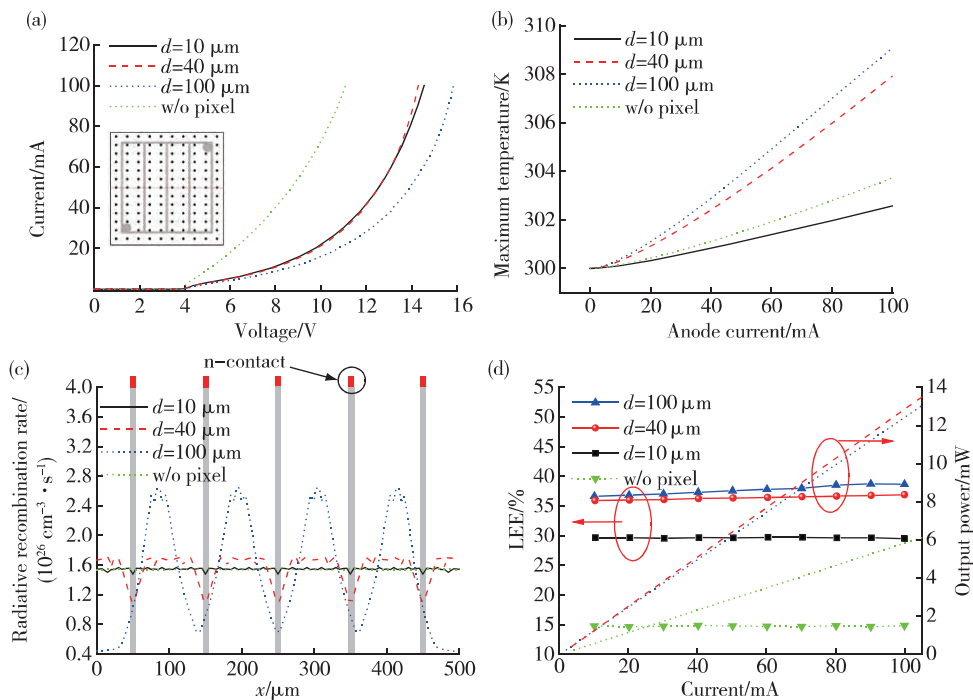 (a)
120
100
80
60
40
20
0
2
4
6
8
10
12
14
16
Current/mA
Voltage/V
d=10 μm
d=40 μm
d=100 μm
w/o pixel
(b)
308
306
304
302
300
0
20
40
60
80
100
Maximum temperature/K
Anode current/mA
d=10 μm
d=40 μm
d=100 μm
w/o pixel
(c)
n-contact
4.0
3.6
3.2
2.8
2.4
2.0
1.6
1.2
0.8
0.4
0
100
200
300
400
500
Radiative recombination rate/
(10²⁶ cm⁻³·s⁻¹)
x/μm
d=10 μm
d=40 μm
d=100 μm
w/o pixel
(d)
55
50
45
40
35
30
25
20
15
10
0
20
40
60
80
100
14
12
10
8
6
4
2
0
LEE/%
Output power/mW
Current/mA
d=100 μm
d=40 μm
d=10 μm
w/o pixel